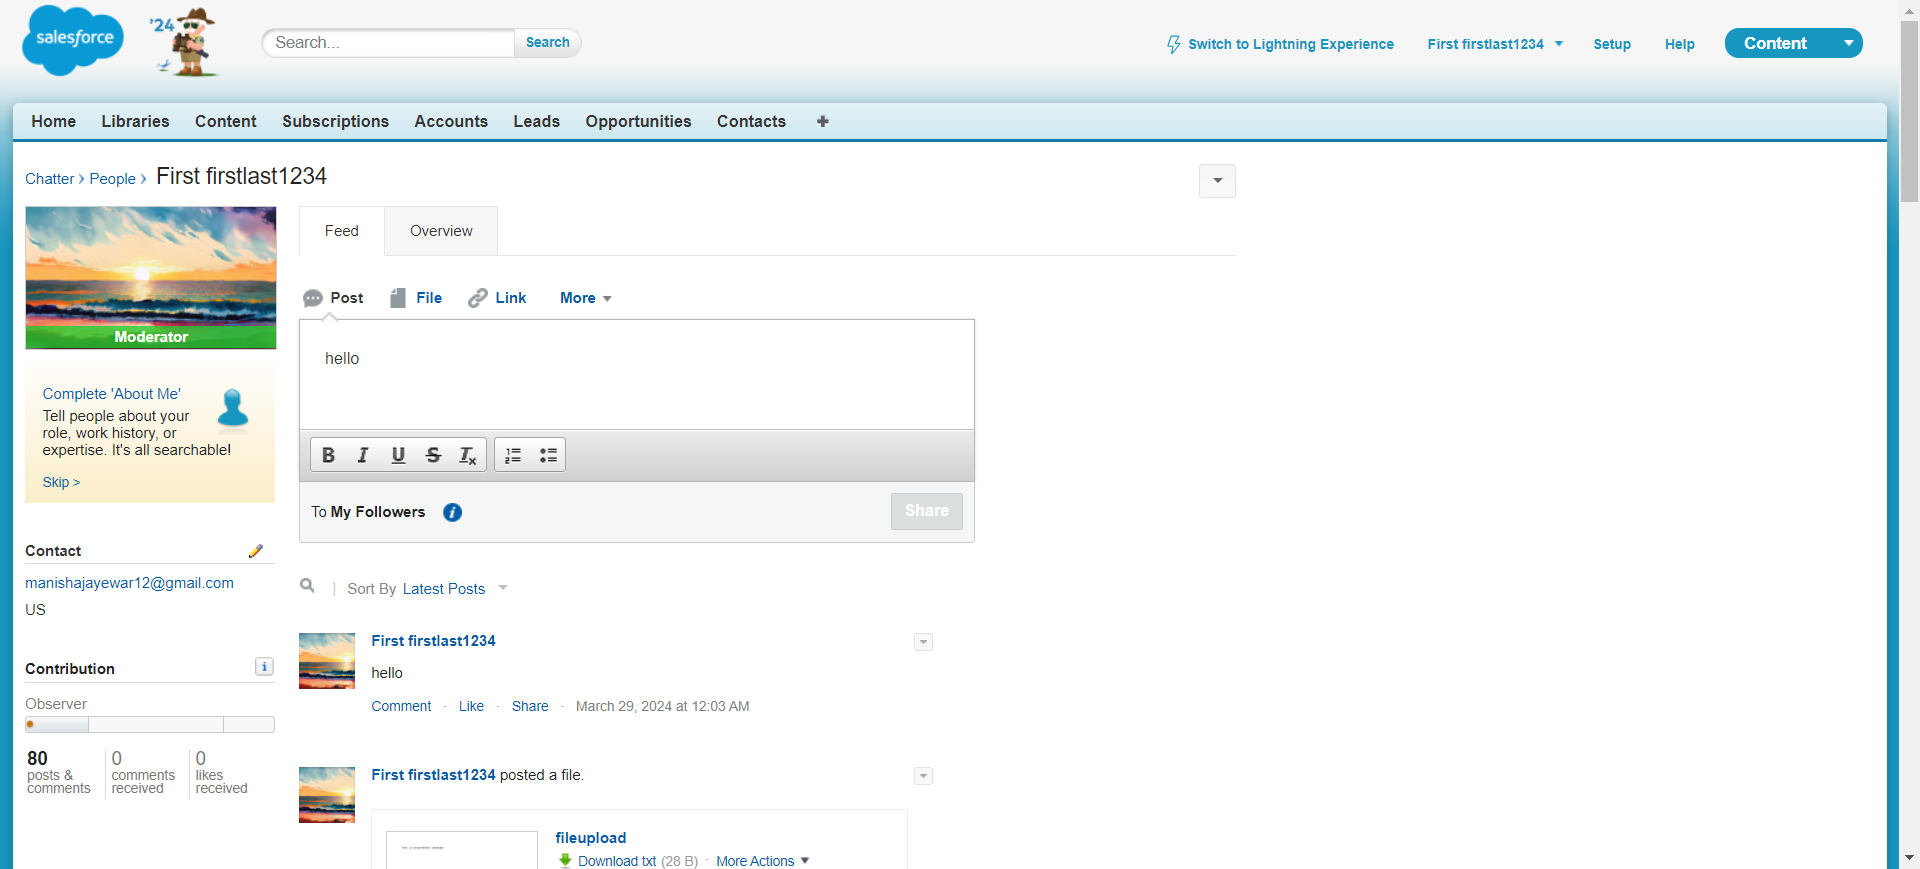 salesforce
'24
Search...
Search
Switch to Lightning Experience
First firstlast1234
Setup
Help
Content
Home
Libraries
Content
Subscriptions
Accounts
Leads
Opportunities
Contacts
Chatter › People › First firstlast1234
Moderator
Complete 'About Me'
Tell people about your
role, work history, or
expertise. It's all searchable!
Skip >
Contact
manishajayewar12@gmail.com
US
Contribution
Observer
80
posts &
comments
0
comments
received
0
likes
received
Feed
Overview
Post
File
Link
More
hello
To My Followers
Share
Sort By Latest Posts
First firstlast1234
hello
Comment · Like · Share · March 29, 2024 at 12:03 AM
First firstlast1234 posted a file.
fileupload
Download txt (28 B) · More Actions